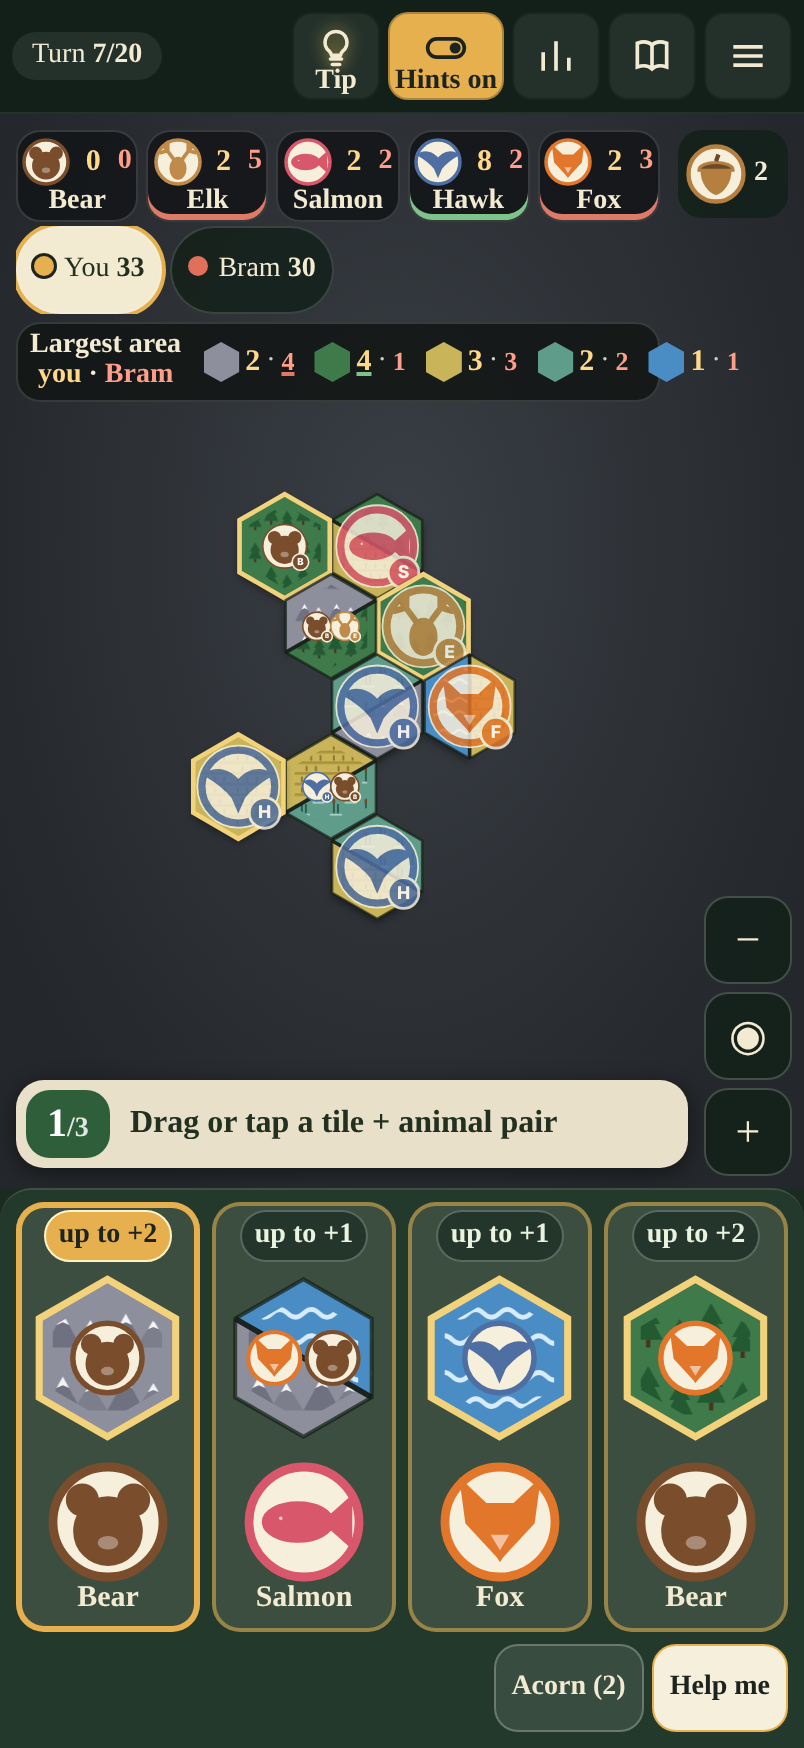 Turn 7/20
Tip
Hints on
0 0
Bear
2 5
Elk
2 2
Salmon
8 2
Hawk
2 3
Fox
2
You 33
Bram 30
Largest area
you · Bram
2 · 4
4 · 1
3 · 3
2 · 2
1 · 1
B
S
B E
E
H
F
H
H B
H
−
+
1/3
Drag or tap a tile + animal pair
up to +2
up to +1
up to +1
up to +2
Bear
Salmon
Fox
Bear
Acorn (2)
Help me